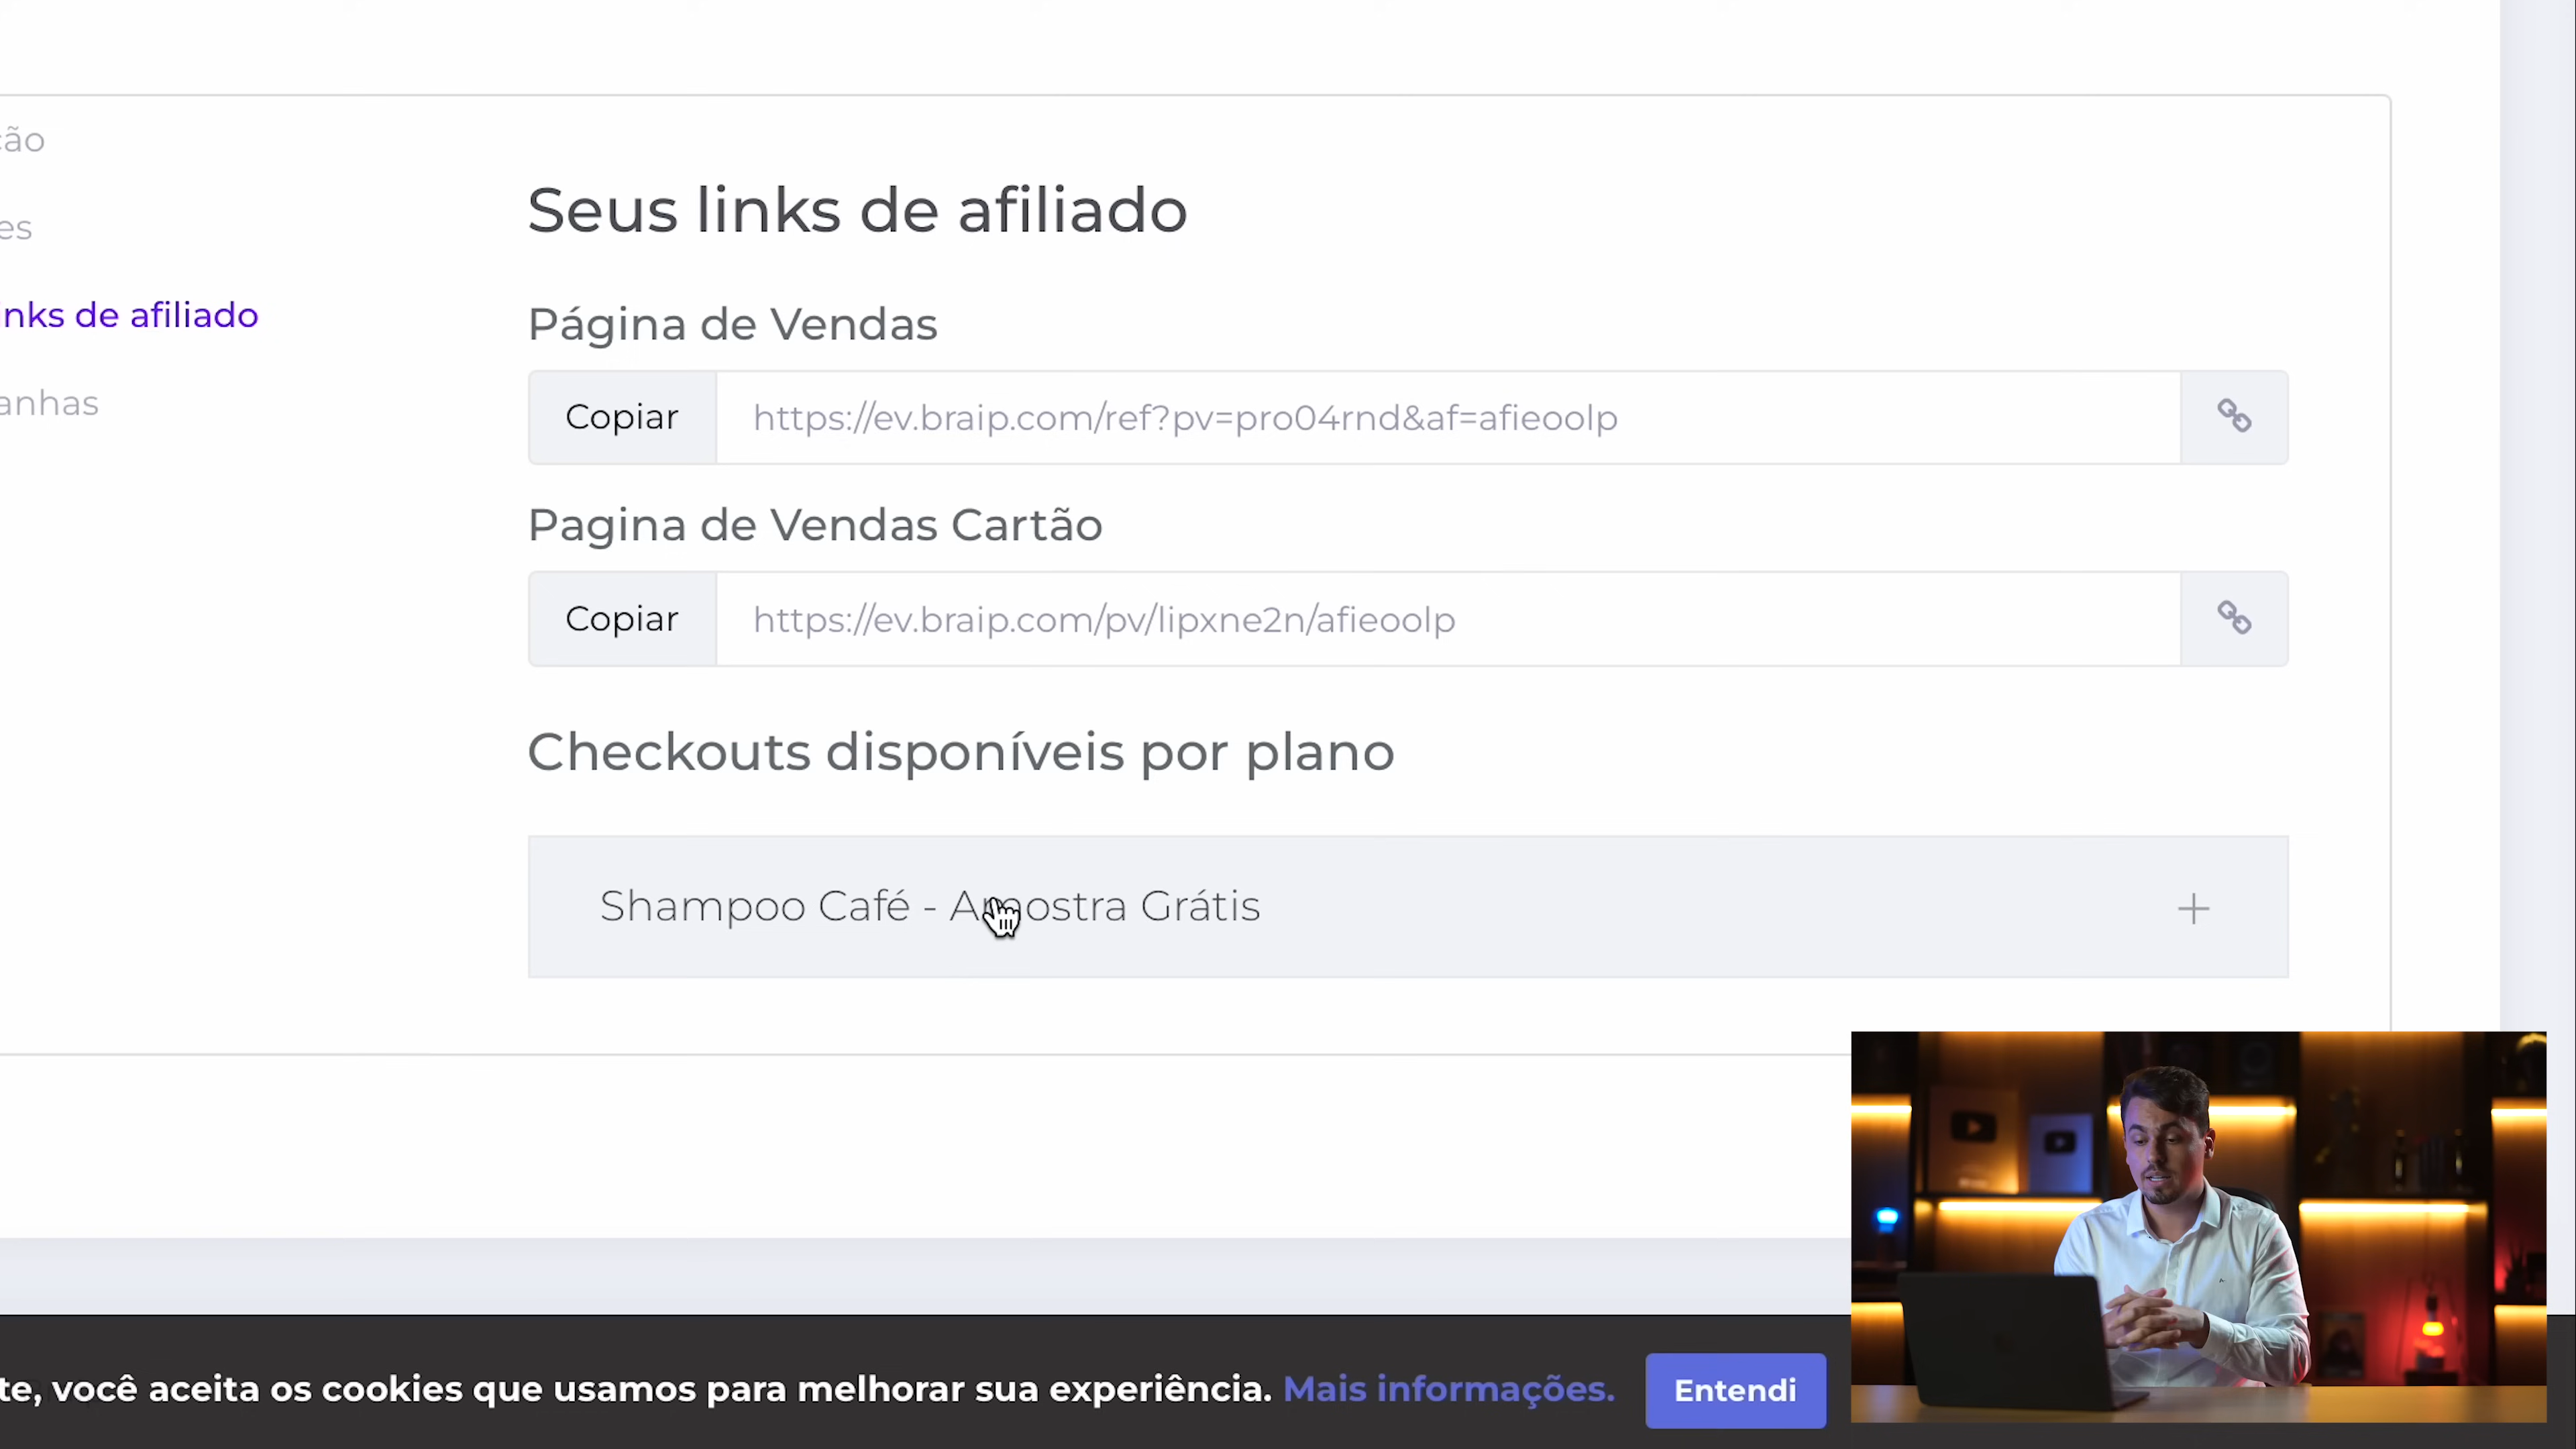 ção
es
inks de afiliado
anhas
Seus links de afiliado
Página de Vendas
Copiar
https://ev.braip.com/ref?pv=pro04rnd&af=afieoolp
Pagina de Vendas Cartão
Copiar
https://ev.braip.com/pv/lipxne2n/afieoolp
Checkouts disponíveis por plano
Shampoo Café - Amostra Grátis
te, você aceita os cookies que usamos para melhorar sua experiência. Mais informações.
Entendi